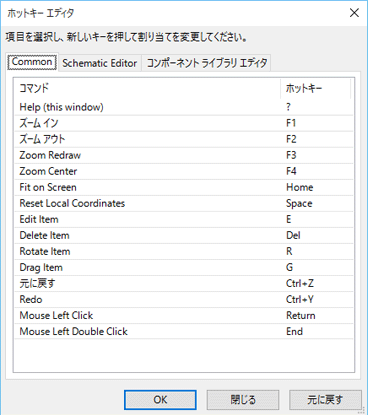 ホットキー エディタ
項目を選択し、新しいキーを押して割り当てを変更してください。
Common Schematic Editor コンポーネント ライブラリ エディタ
コマンド ホットキー
Help (this window) ?
ズーム イン F1
ズーム アウト F2
Zoom Redraw F3
Zoom Center F4
Fit on Screen Home
Reset Local Coordinates Space
Edit Item E
Delete Item Del
Rotate Item R
Drag Item G
元に戻す Ctrl+Z
Redo Ctrl+Y
Mouse Left Click Return
Mouse Left Double Click End
OK 閉じる 元に戻す